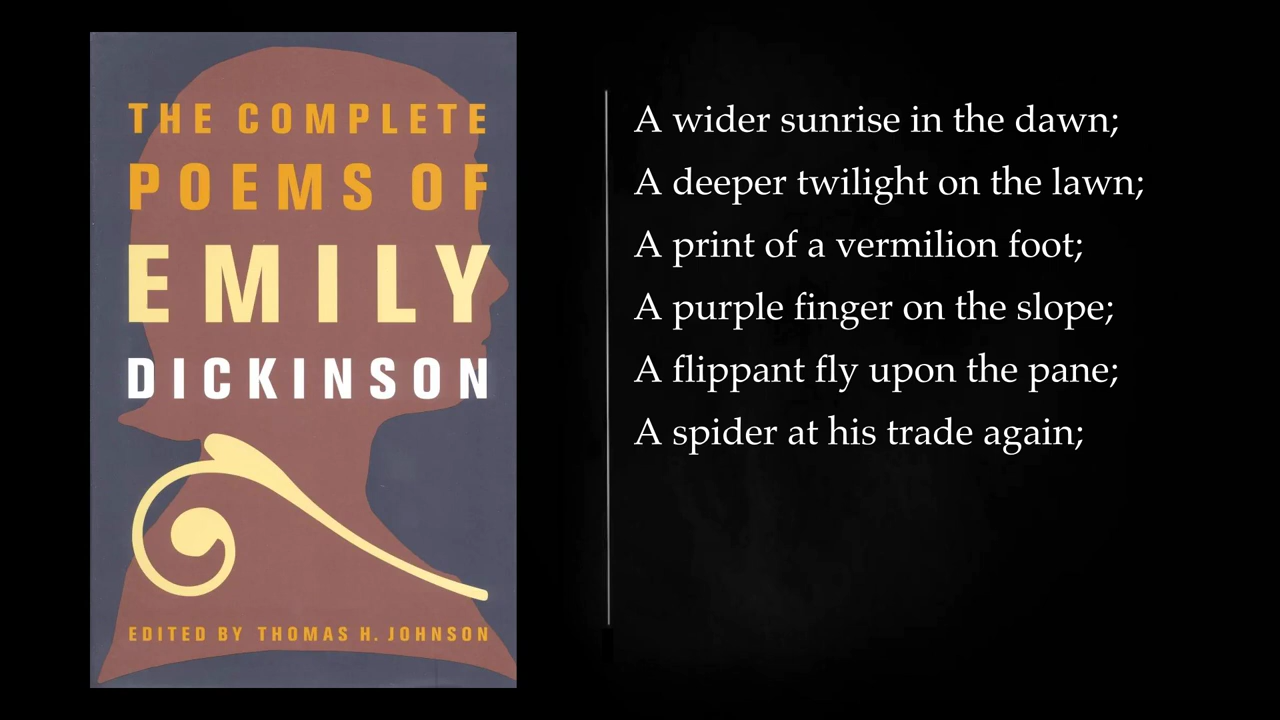 THE COMPLETE
POEMS OF
EMILY
DICKINSON
EDITED BY THOMAS H. JOHNSON
A wider sunrise in the dawn;
A deeper twilight on the lawn;
A print of a vermilion foot;
A purple finger on the slope;
A flippant fly upon the pane;
A spider at his trade again;